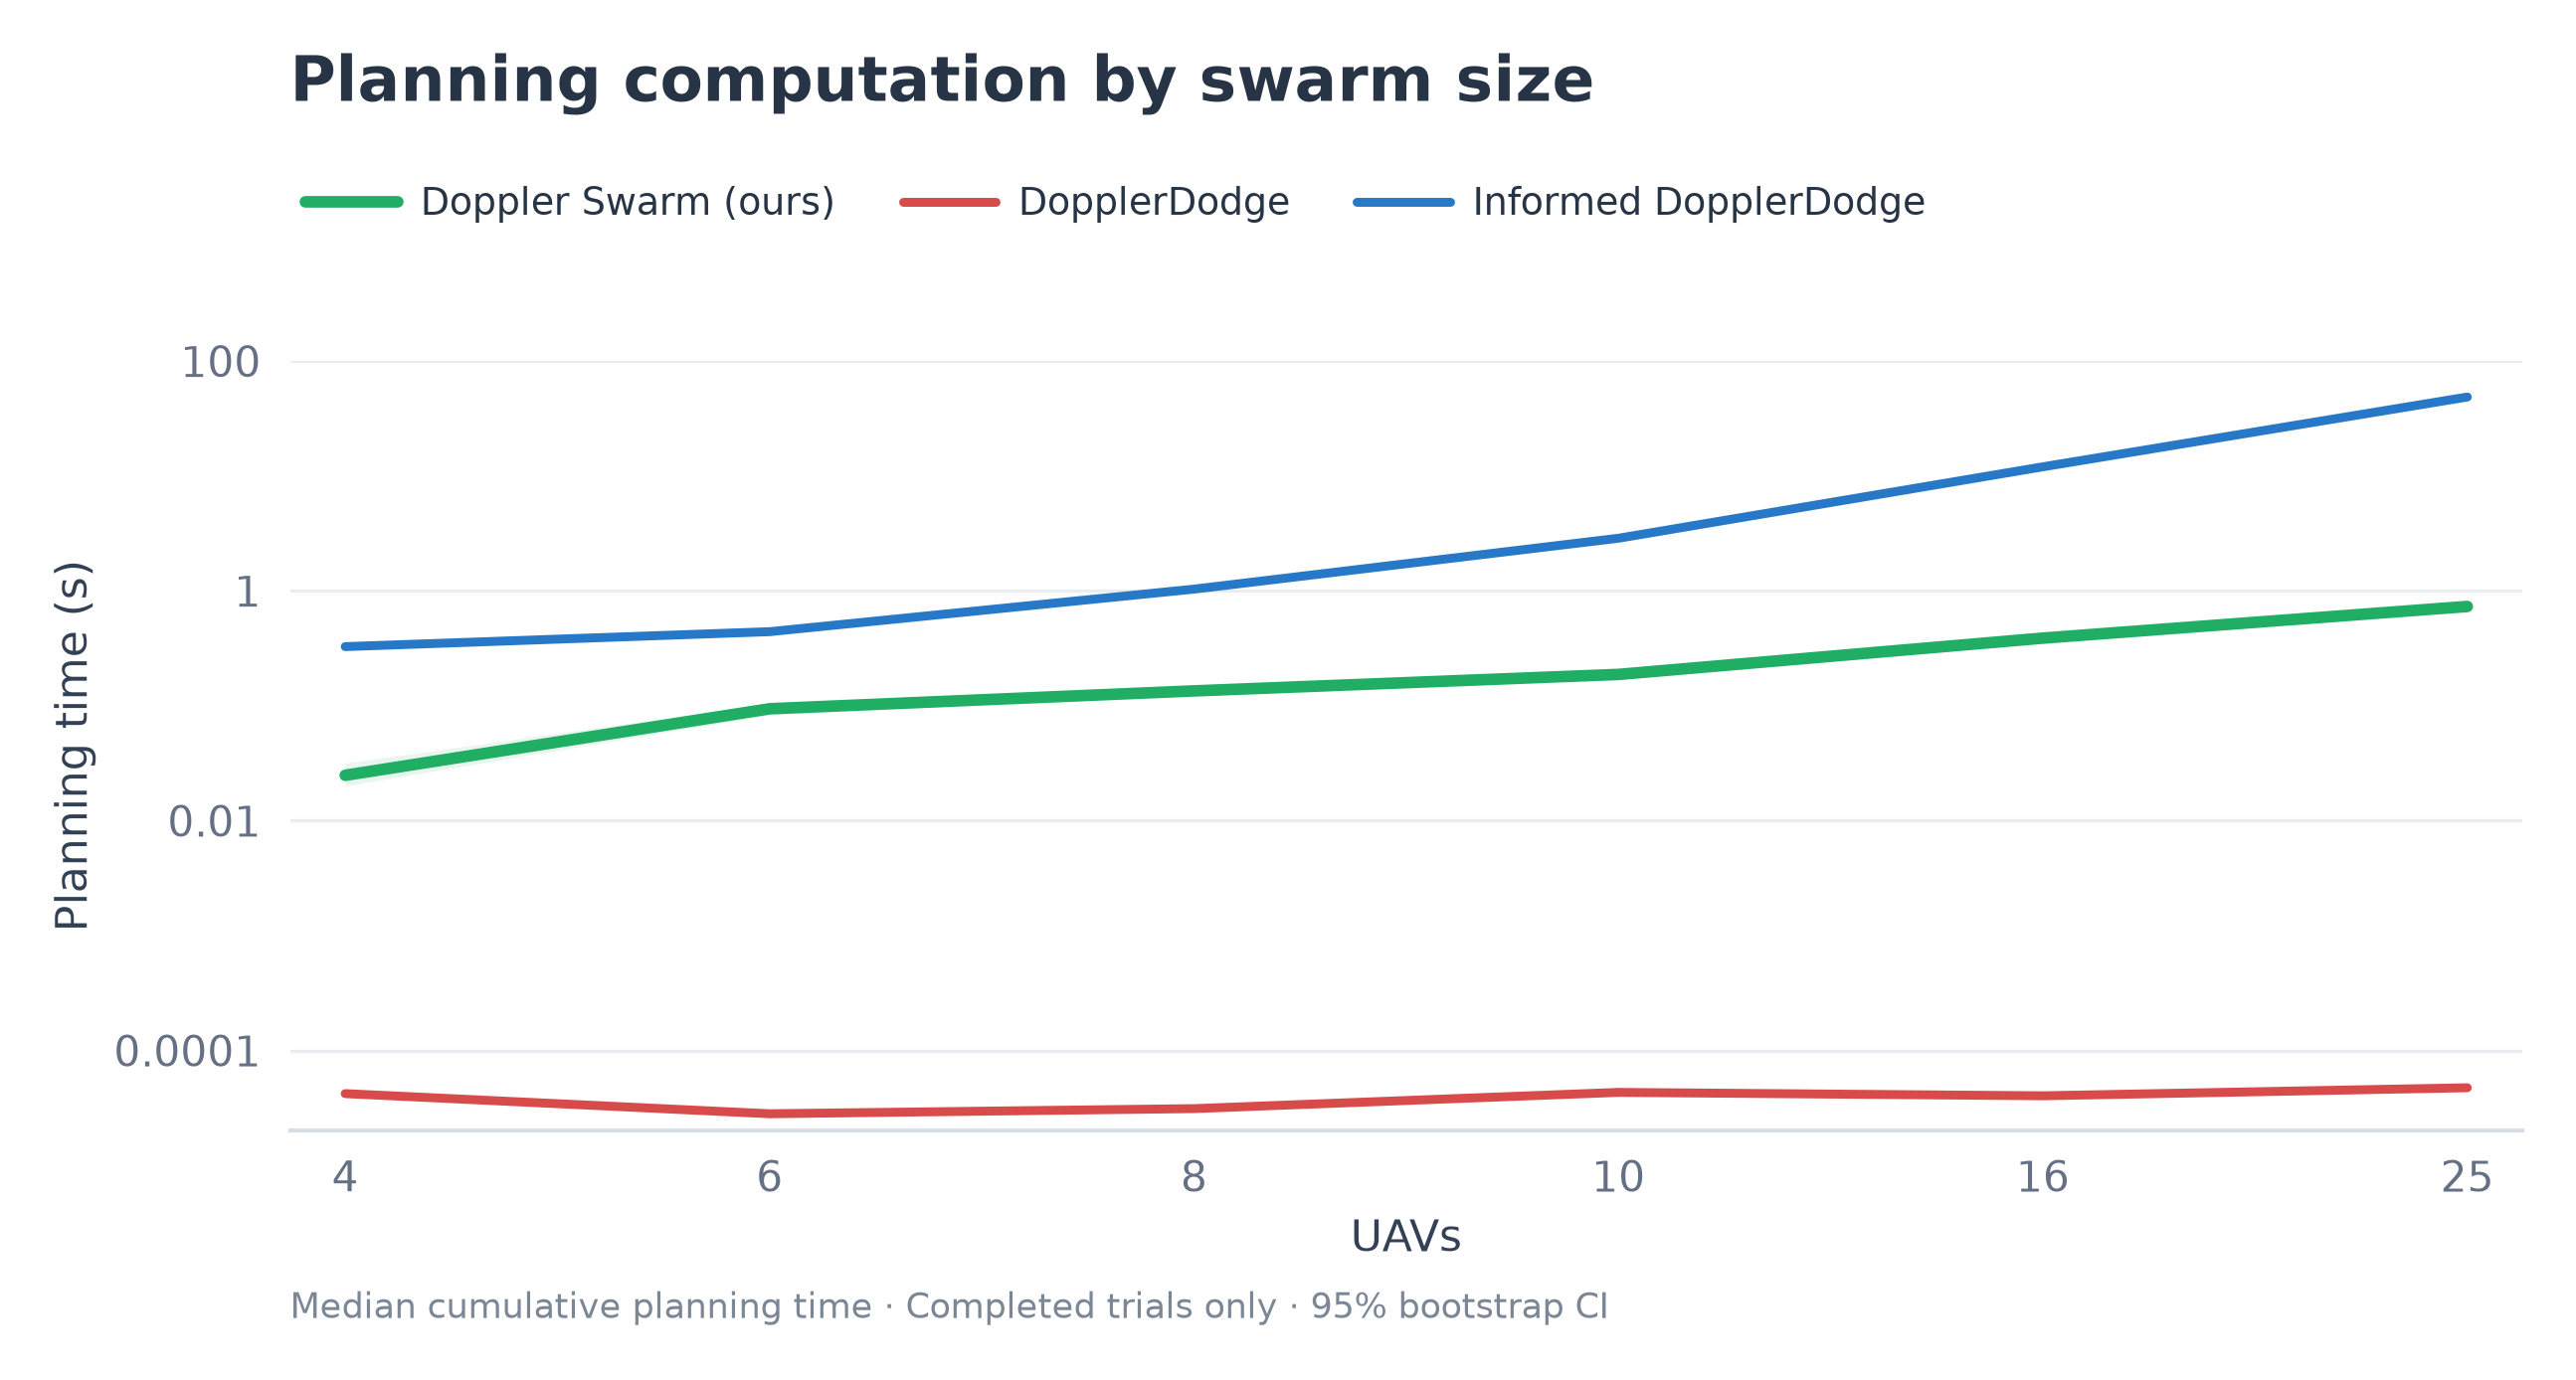 Planning computation by swarm size
Doppler Swarm (ours) DopplerDodge Informed DopplerDodge
100
1
0.01
0.0001
Planning time (s)
4 6 8 10 16 25
UAVs
Median cumulative planning time · Completed trials only · 95% bootstrap CI